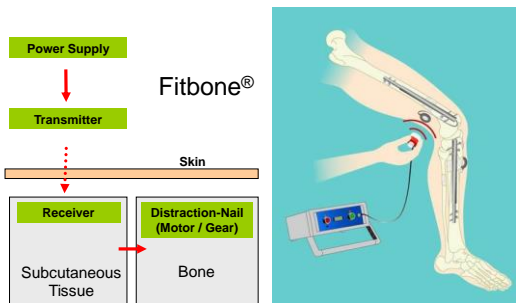 Power Supply
Fitbone®
Transmitter
Skin
Receiver
Distraction-Nail
(Motor / Gear)
Subcutaneous
Tissue
Bone